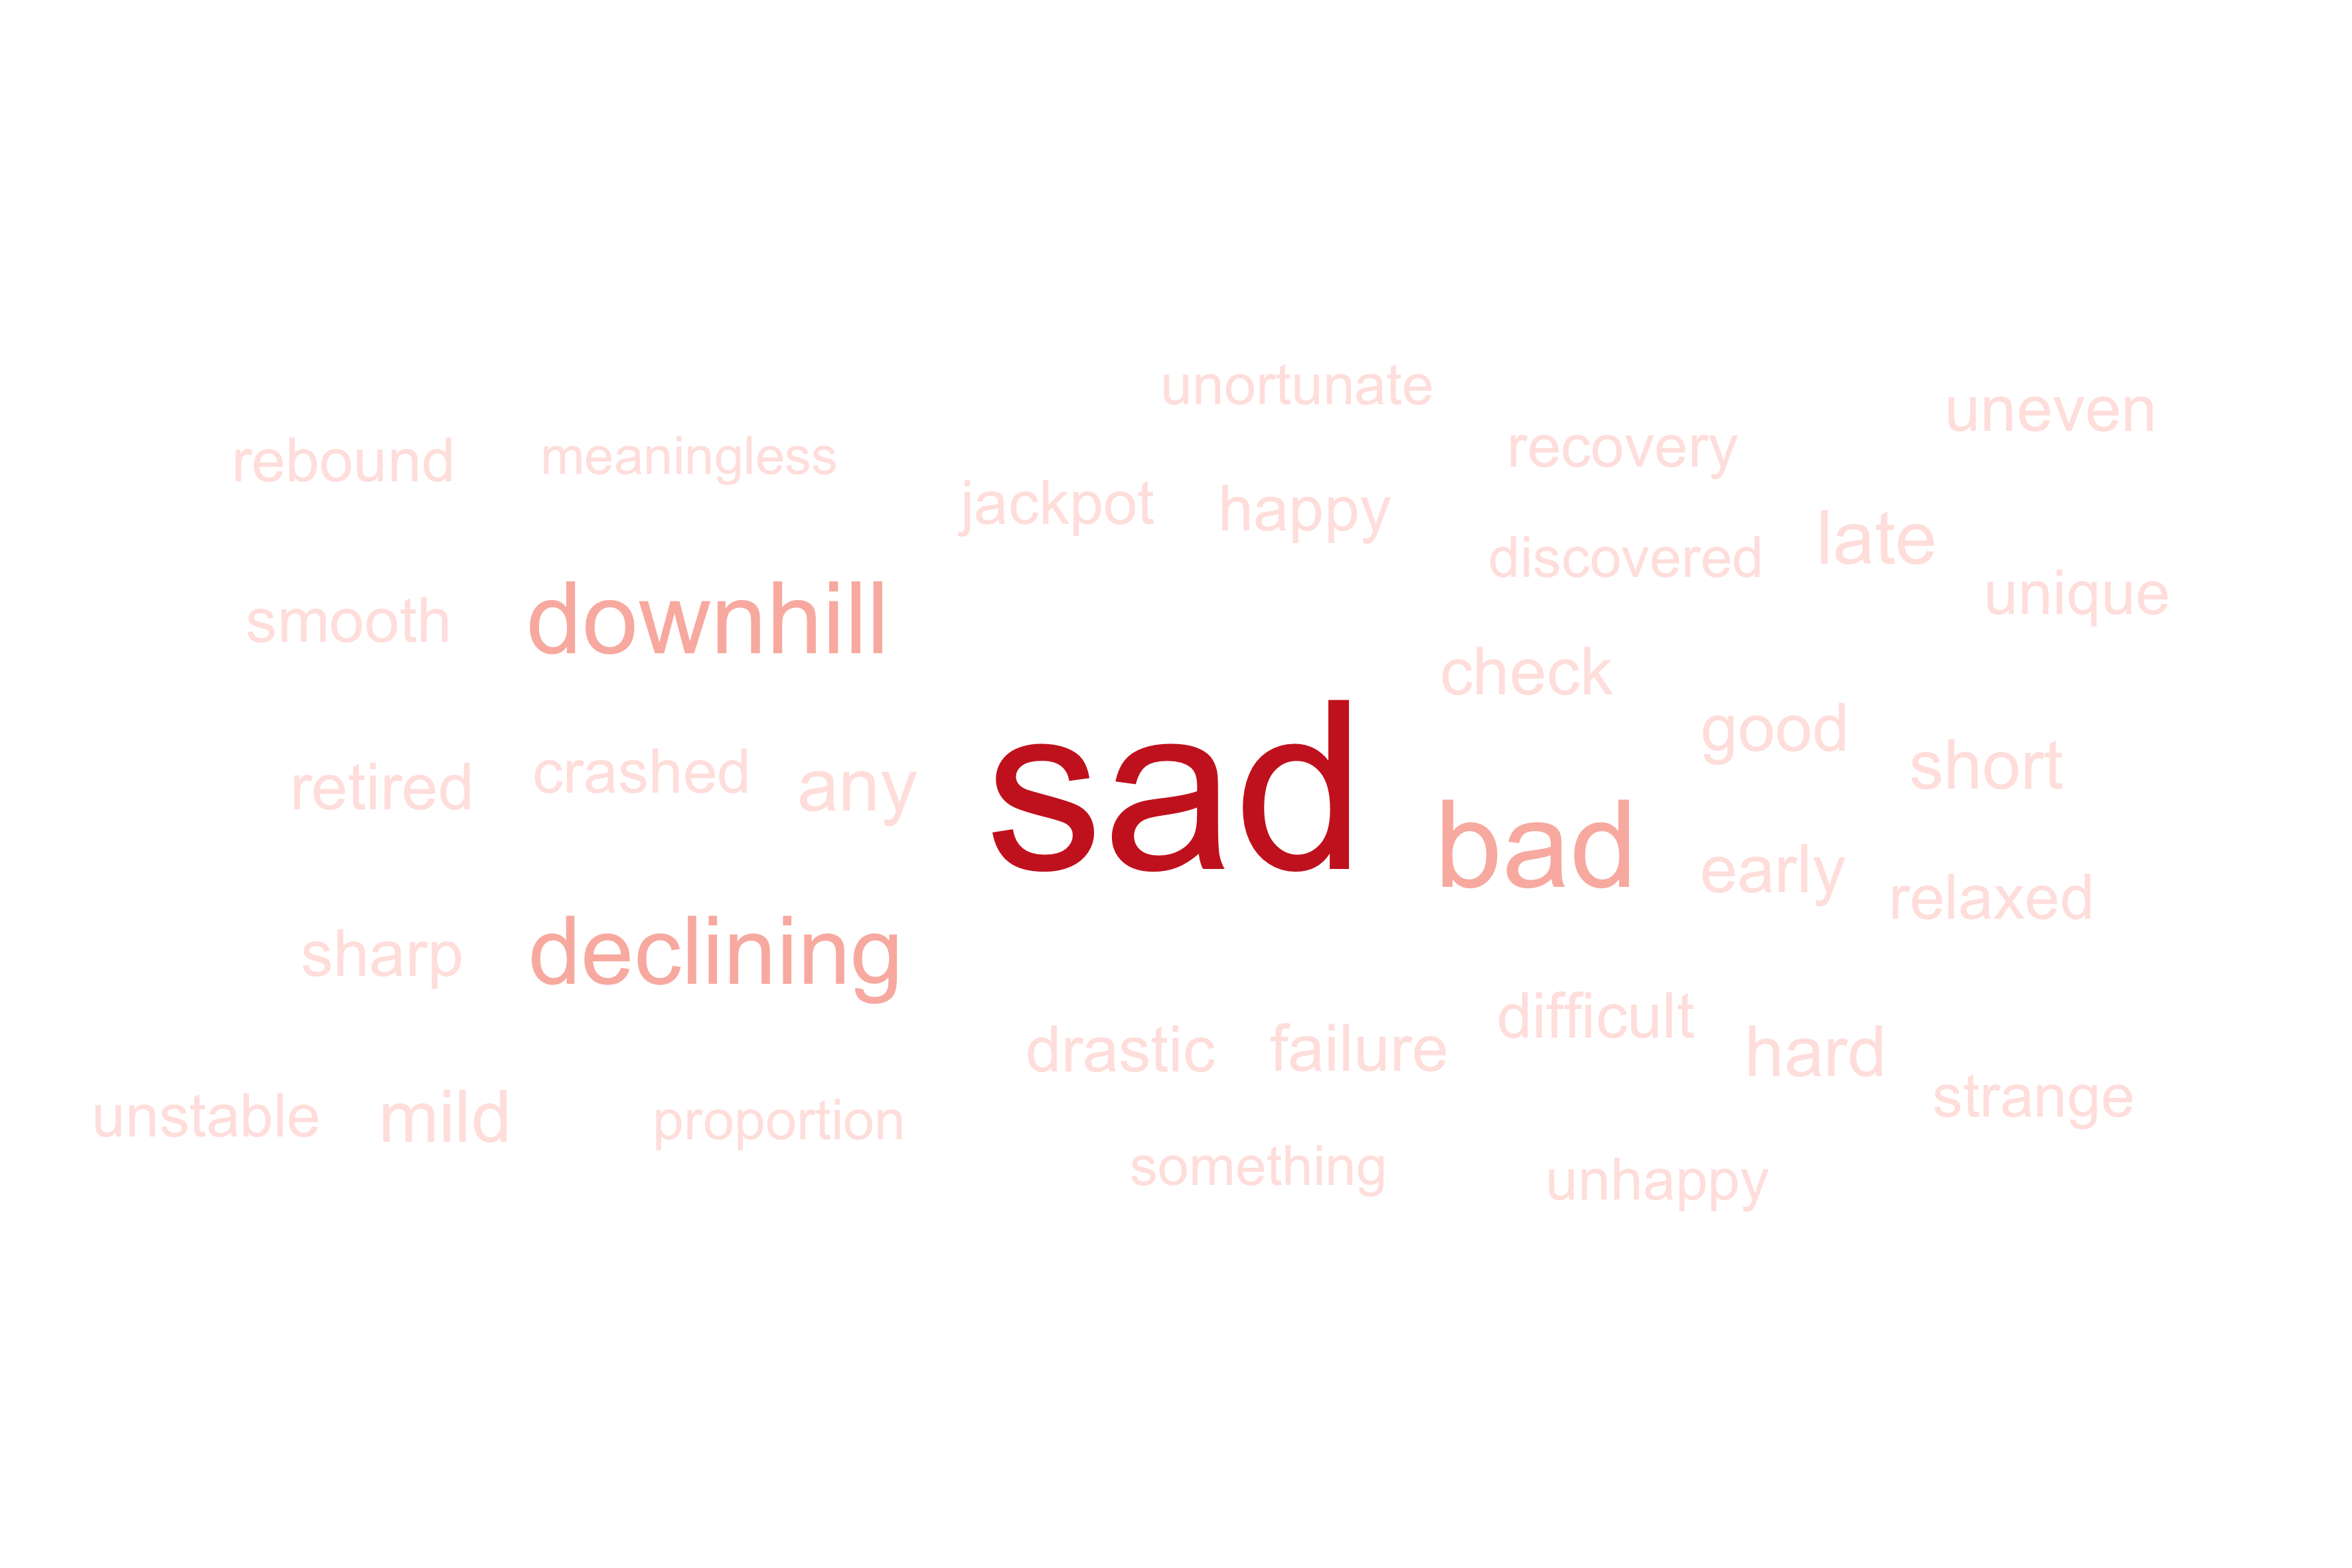 unortunate
uneven
rebound
meaningless
recovery
jackpot
happy
discovered
late
unique
smooth
downhill
check
good
short
retired
crashed
any
sad
bad
early
relaxed
sharp
declining
difficult
drastic
failure
hard
strange
unstable
mild
proportion
something
unhappy